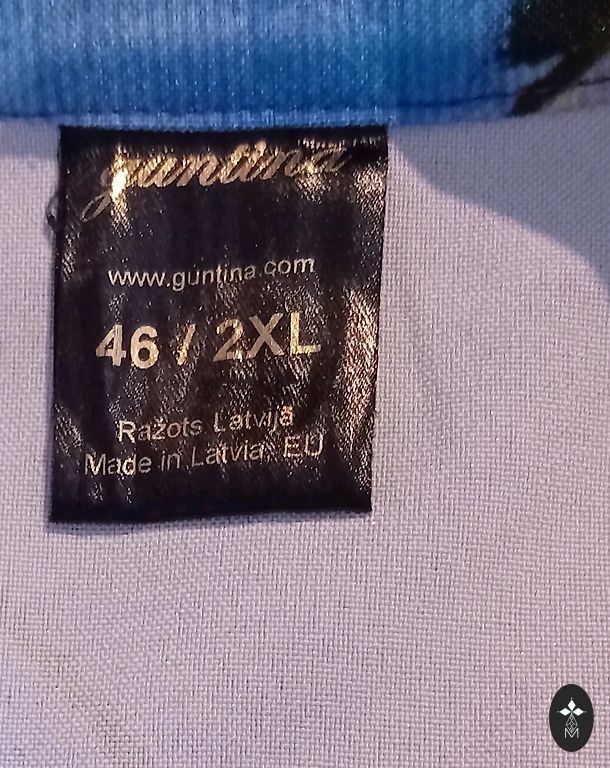 guntina
www.guntina.com
46 / 2XL
Ražots Latvijā
Made in Latvia, EU
M